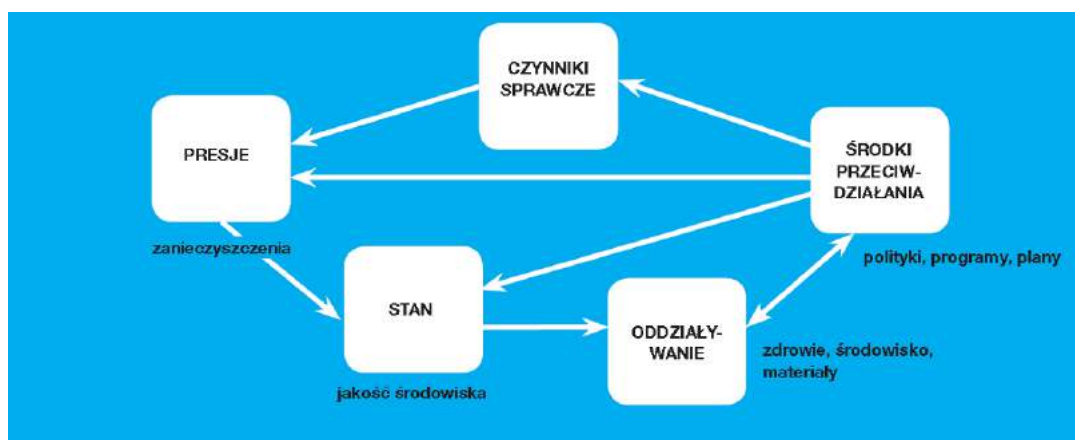 CZYNNIKI
SPRAWCZE
PRESJE
zanieczyszczenia
ŚRODKI
PRZECIW-
DZIAŁANIA
polityki, programy, plany
STAN
jakość środowiska
ODDZIAŁY-
WANIE
zdrowie, środowisko,
materiały